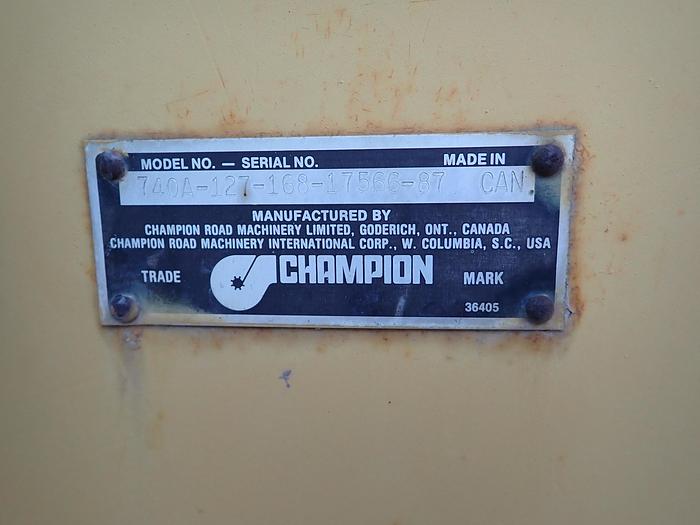 MODEL NO. — SERIAL NO. MADE IN
740A-127-168-17566-87 CAN
MANUFACTURED BY
CHAMPION ROAD MACHINERY LIMITED, GODERICH, ONT., CANADA
CHAMPION ROAD MACHINERY INTERNATIONAL CORP., W. COLUMBIA, S.C., USA
TRADE CHAMPION MARK
36405